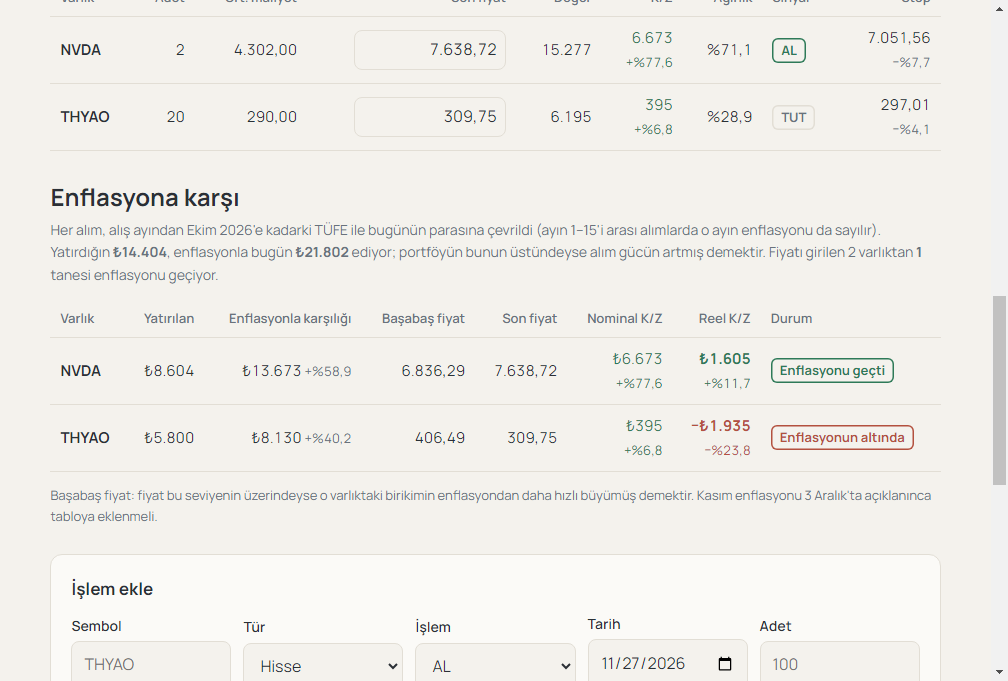 NVDA 2 4.302,00 7.638,72 15.277 6.673 +%77,6 %71,1 AL 7.051,56 −%7,7
THYAO 20 290,00 309,75 6.195 395 +%6,8 %28,9 TUT 297,01 −%4,1
Enflasyona karşı
Her alım, alış ayından Ekim 2026'e kadarki TÜFE ile bugünün parasına çevrildi (ayın 1–15'i arası alımlarda o ayın enflasyonu da sayılır).
Yatırdığın ₺14.404, enflasyonla bugün ₺21.802 ediyor; portföyün bunun üstündeyse alım gücün artmış demektir. Fiyatı girilen 2 varlıktan 1
tanesi enflasyonu geçiyor.
Varlık Yatırılan Enflasyonla karşılığı Başabaş fiyat Son fiyat Nominal K/Z Reel K/Z Durum
NVDA ₺8.604 ₺13.673 +%58,9 6.836,29 7.638,72 ₺6.673 +%77,6 ₺1.605 +%11,7 Enflasyonu geçti
THYAO ₺5.800 ₺8.130 +%40,2 406,49 309,75 ₺395 +%6,8 −₺1.935 −%23,8 Enflasyonun altında
Başabaş fiyat: fiyat bu seviyenin üzerindeyse o varlıktaki birikimin enflasyondan daha hızlı büyümüş demektir. Kasım enflasyonu 3 Aralık'ta açıklanınca
tabloya eklenmeli.
İşlem ekle
Sembol Tür İşlem Tarih Adet
THYAO Hisse AL 11/27/2026 100